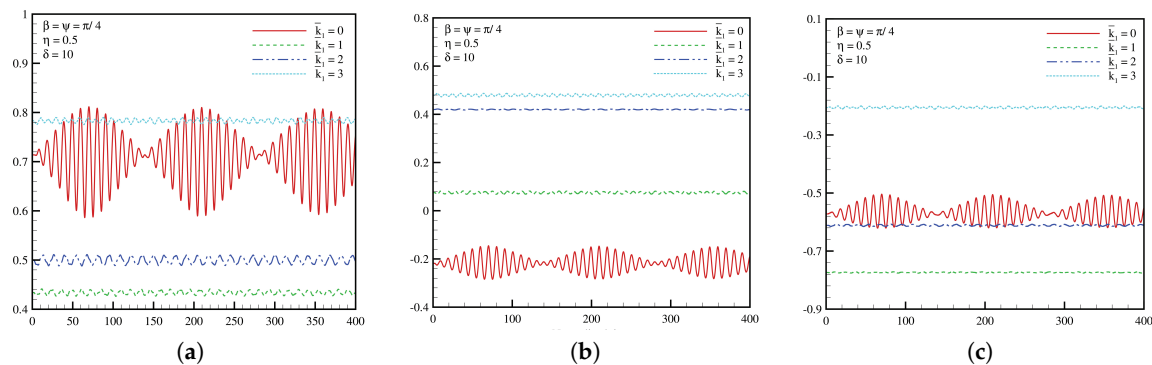 1
0.9
0.8
0.7
0.6
0.5
0.4
0 50 100 150 200 250 300 350 400
β = ψ = π/ 4
η = 0.5
δ = 10
k̅₁ = 0
k̅₁ = 1
k̅₁ = 2
k̅₁ = 3
(a)
0.8
0.6
0.4
0.2
0
-0.2
-0.4
0 100 200 300 400
β = ψ = π/ 4
η = 0.5
δ = 10
k̅₁ = 0
k̅₁ = 1
k̅₁ = 2
k̅₁ = 3
(b)
-0.1
-0.1
-0.3
-0.5
-0.7
-0.9
0 100 200 300 400
β = ψ = π/ 4
η = 0.5
δ = 10
k̅₁ = 0
k̅₁ = 1
k̅₁ = 2
k̅₁ = 3
(c)